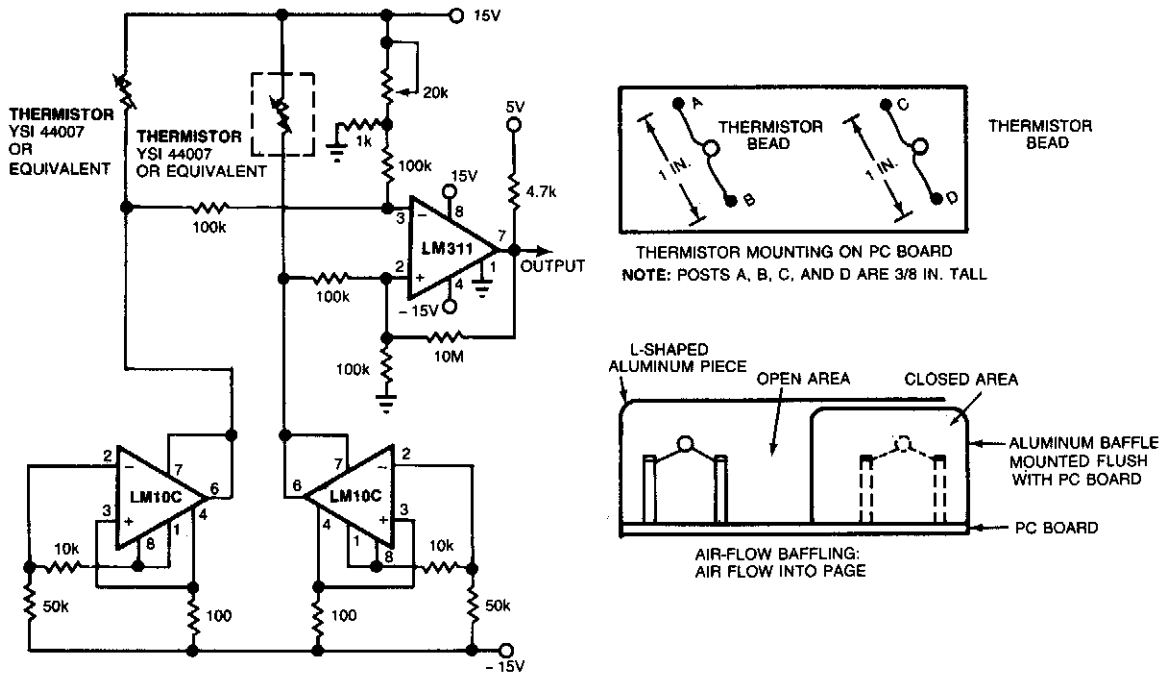 15V
THERMISTOR
YSI 44007
OR
EQUIVALENT
THERMISTOR
YSI 44007
OR EQUIVALENT
20k
1k
100k
5V
4.7k
15V
8
100k
3
−
LM311
7
1
OUTPUT
2
+
4
100k
− 15V
10M
100k
2
−
7
LM10C
6
3
+
1
4
8
10k
50k
100
7
−
2
6
LM10C
4
+
3
1
8
10k
100
50k
− 15V
A
C
THERMISTOR
BEAD
THERMISTOR
BEAD
1 IN.
1 IN.
B
D
THERMISTOR MOUNTING ON PC BOARD
NOTE: POSTS A, B, C, AND D ARE 3/8 IN. TALL
L-SHAPED
ALUMINUM PIECE
OPEN AREA
CLOSED AREA
ALUMINUM BAFFLE
MOUNTED FLUSH
WITH PC BOARD
PC BOARD
AIR-FLOW BAFFLING:
AIR FLOW INTO PAGE